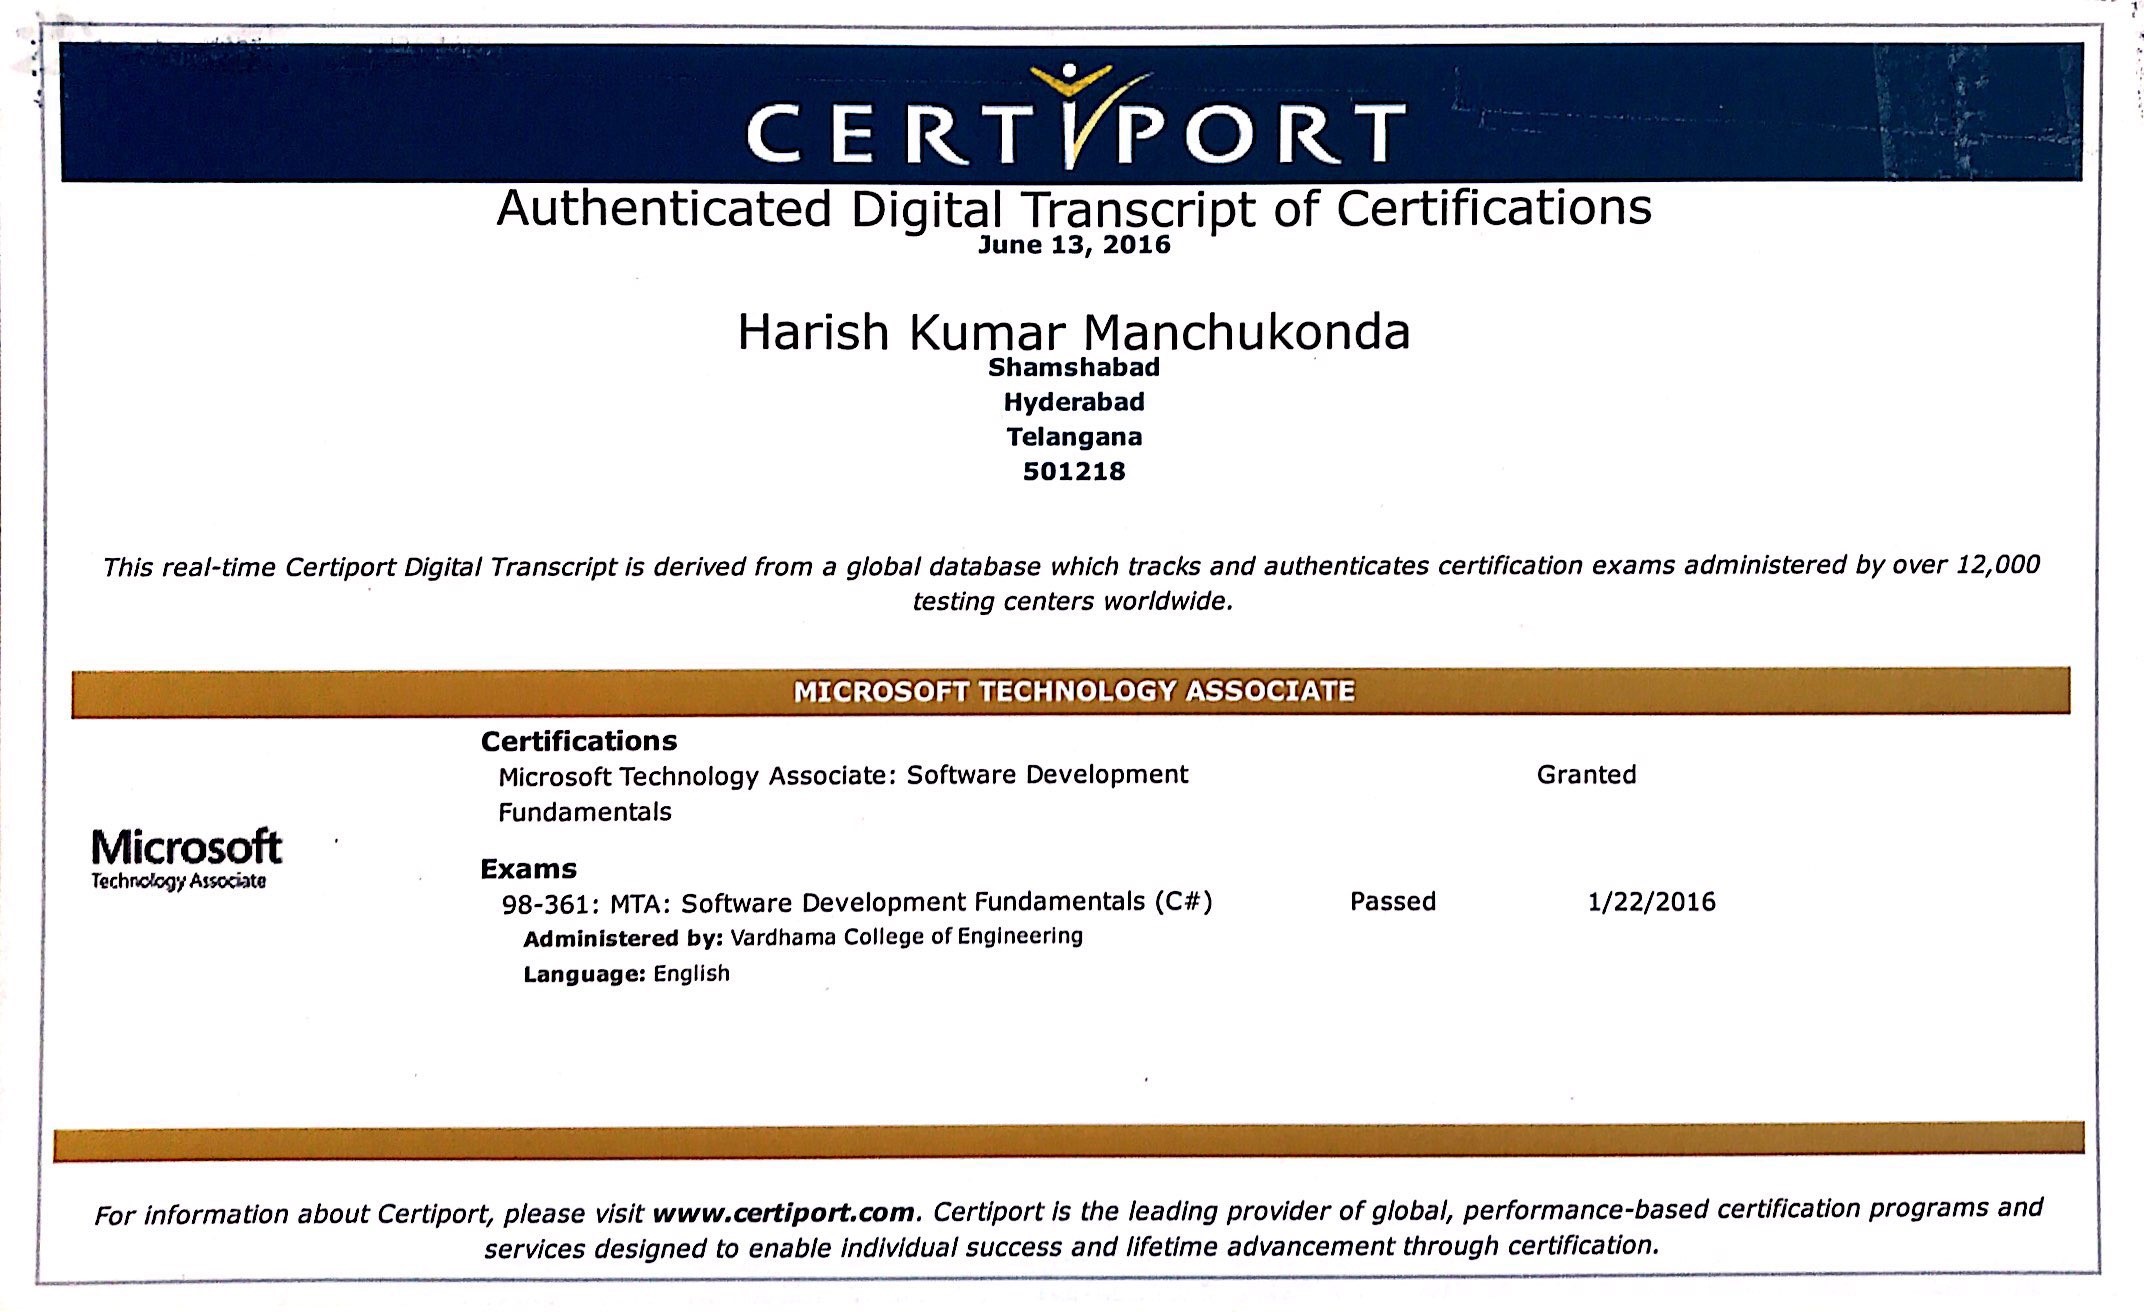 CERTIPORT
Authenticated Digital Transcript of Certifications
June 13, 2016
Harish Kumar Manchukonda
Shamshabad
Hyderabad
Telangana
501218
This real-time Certiport Digital Transcript is derived from a global database which tracks and authenticates certification exams administered by over 12,000
testing centers worldwide.
MICROSOFT TECHNOLOGY ASSOCIATE
Certifications
Microsoft Technology Associate: Software Development Granted
Fundamentals
Microsoft
Technology Associate
Exams
98-361: MTA: Software Development Fundamentals (C#) Passed 1/22/2016
Administered by: Vardhama College of Engineering
Language: English
For information about Certiport, please visit www.certiport.com. Certiport is the leading provider of global, performance-based certification programs and
services designed to enable individual success and lifetime advancement through certification.